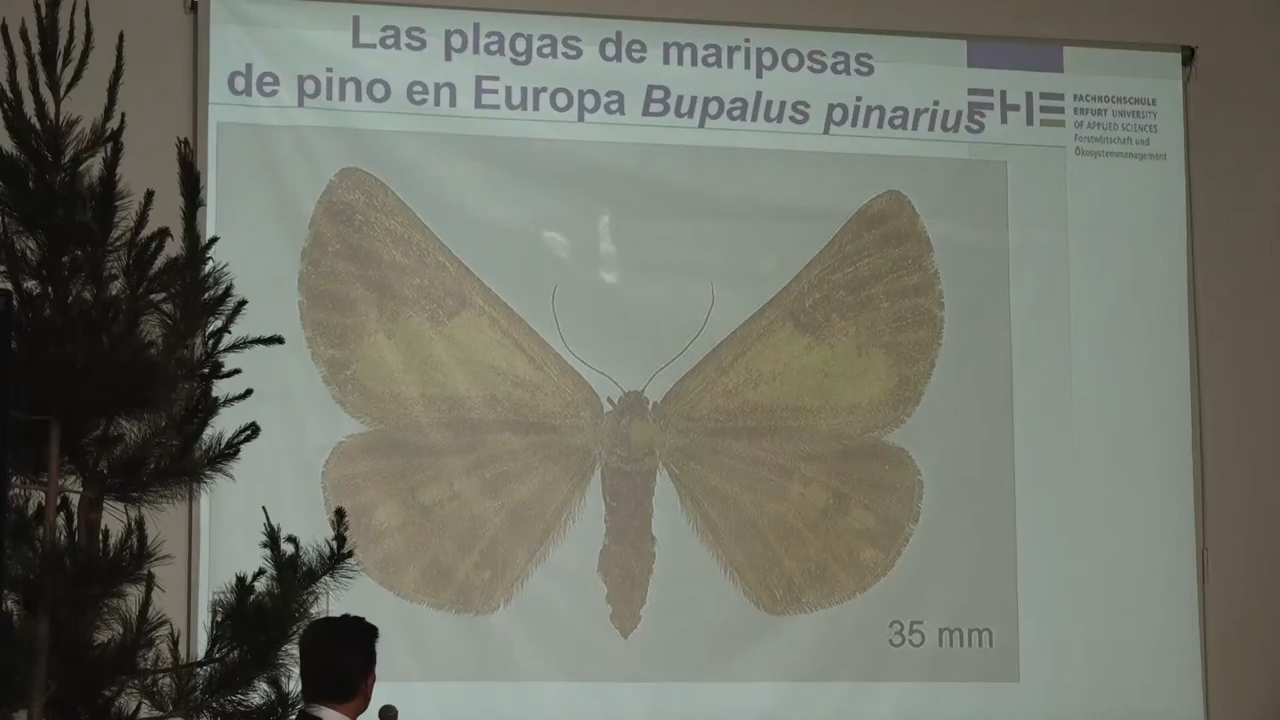 Las plagas de mariposas
de pino en Europa Bupalus pinarius
FHE
FACHHOCHSCHULE
ERFURT UNIVERSITY
OF APPLIED SCIENCES
Forstwirtschaft und
Ökosystemmanagement
35 mm